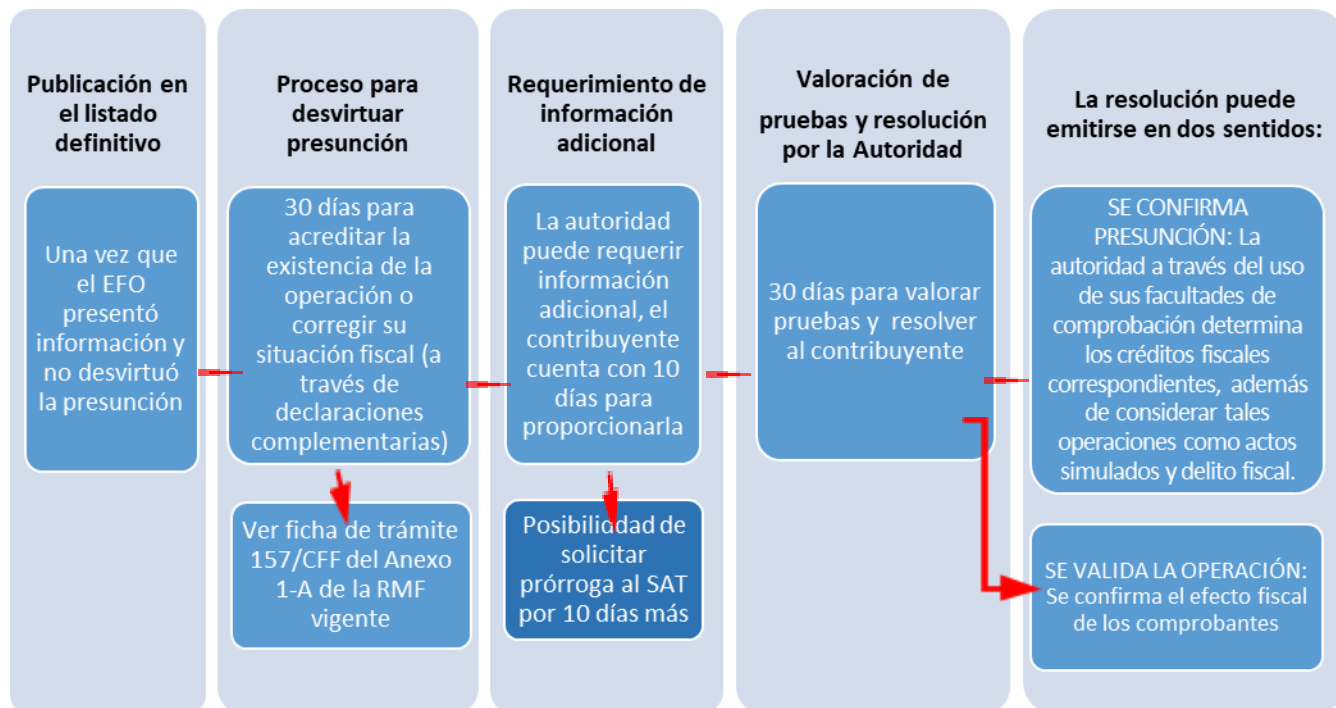 Publicación en
el listado
definitivo
Una vez que
el EFO
presentó
información y
no desvirtuó
la presunción
Proceso para
desvirtuar
presunción
30 días para
acreditar la
existencia de la
operación o
corregir su
situación fiscal (a
través de
declaraciones
complementarias)
Ver ficha de trámite
157/CFF del Anexo
1-A de la RMF
vigente
Requerimiento de
información
adicional
La autoridad
puede requerir
información
adicional, el
contribuyente
cuenta con 10
días para
proporcionarla
Posibiliddad de
solicitar
prórroga al SAT
por 10 días más
Valoración de
pruebas y resolución
por la Autoridad
30 días para valorar
pruebas y resolver
al contribuyente
La resolución puede
emitirse en dos sentidos:
SE CONFIRMA
PRESUNCIÓN: La
autoridad a través del uso
de sus facultades de
comprobación determina
los créditos fiscales
correspondientes, además
de considerar tales
operaciones como actos
simulados y delito fiscal.
SE VALIDA LA OPERACIÓN:
Se confirma el efecto fiscal
de los comprobantes